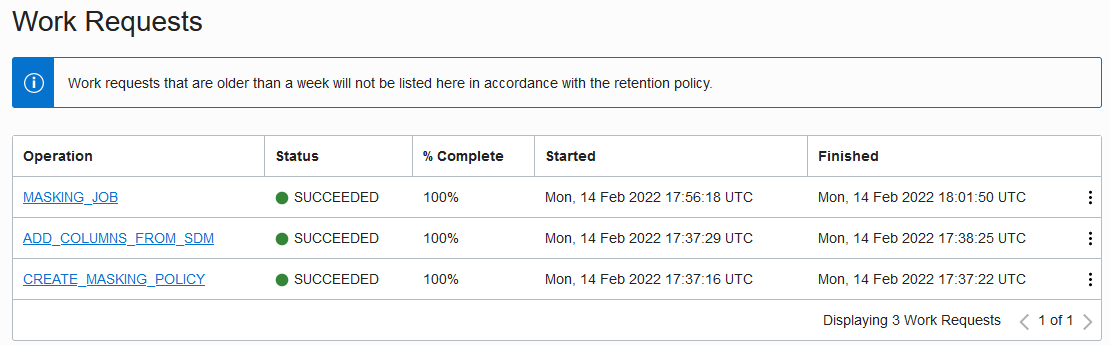 Work Requests
Work requests that are older than a week will not be listed here in accordance with the retention policy.
Operation Status % Complete Started Finished
MASKING_JOB SUCCEEDED 100% Mon, 14 Feb 2022 17:56:18 UTC Mon, 14 Feb 2022 18:01:50 UTC
ADD_COLUMNS_FROM_SDM SUCCEEDED 100% Mon, 14 Feb 2022 17:37:29 UTC Mon, 14 Feb 2022 17:38:25 UTC
CREATE_MASKING_POLICY SUCCEEDED 100% Mon, 14 Feb 2022 17:37:16 UTC Mon, 14 Feb 2022 17:37:22 UTC
Displaying 3 Work Requests 1 of 1